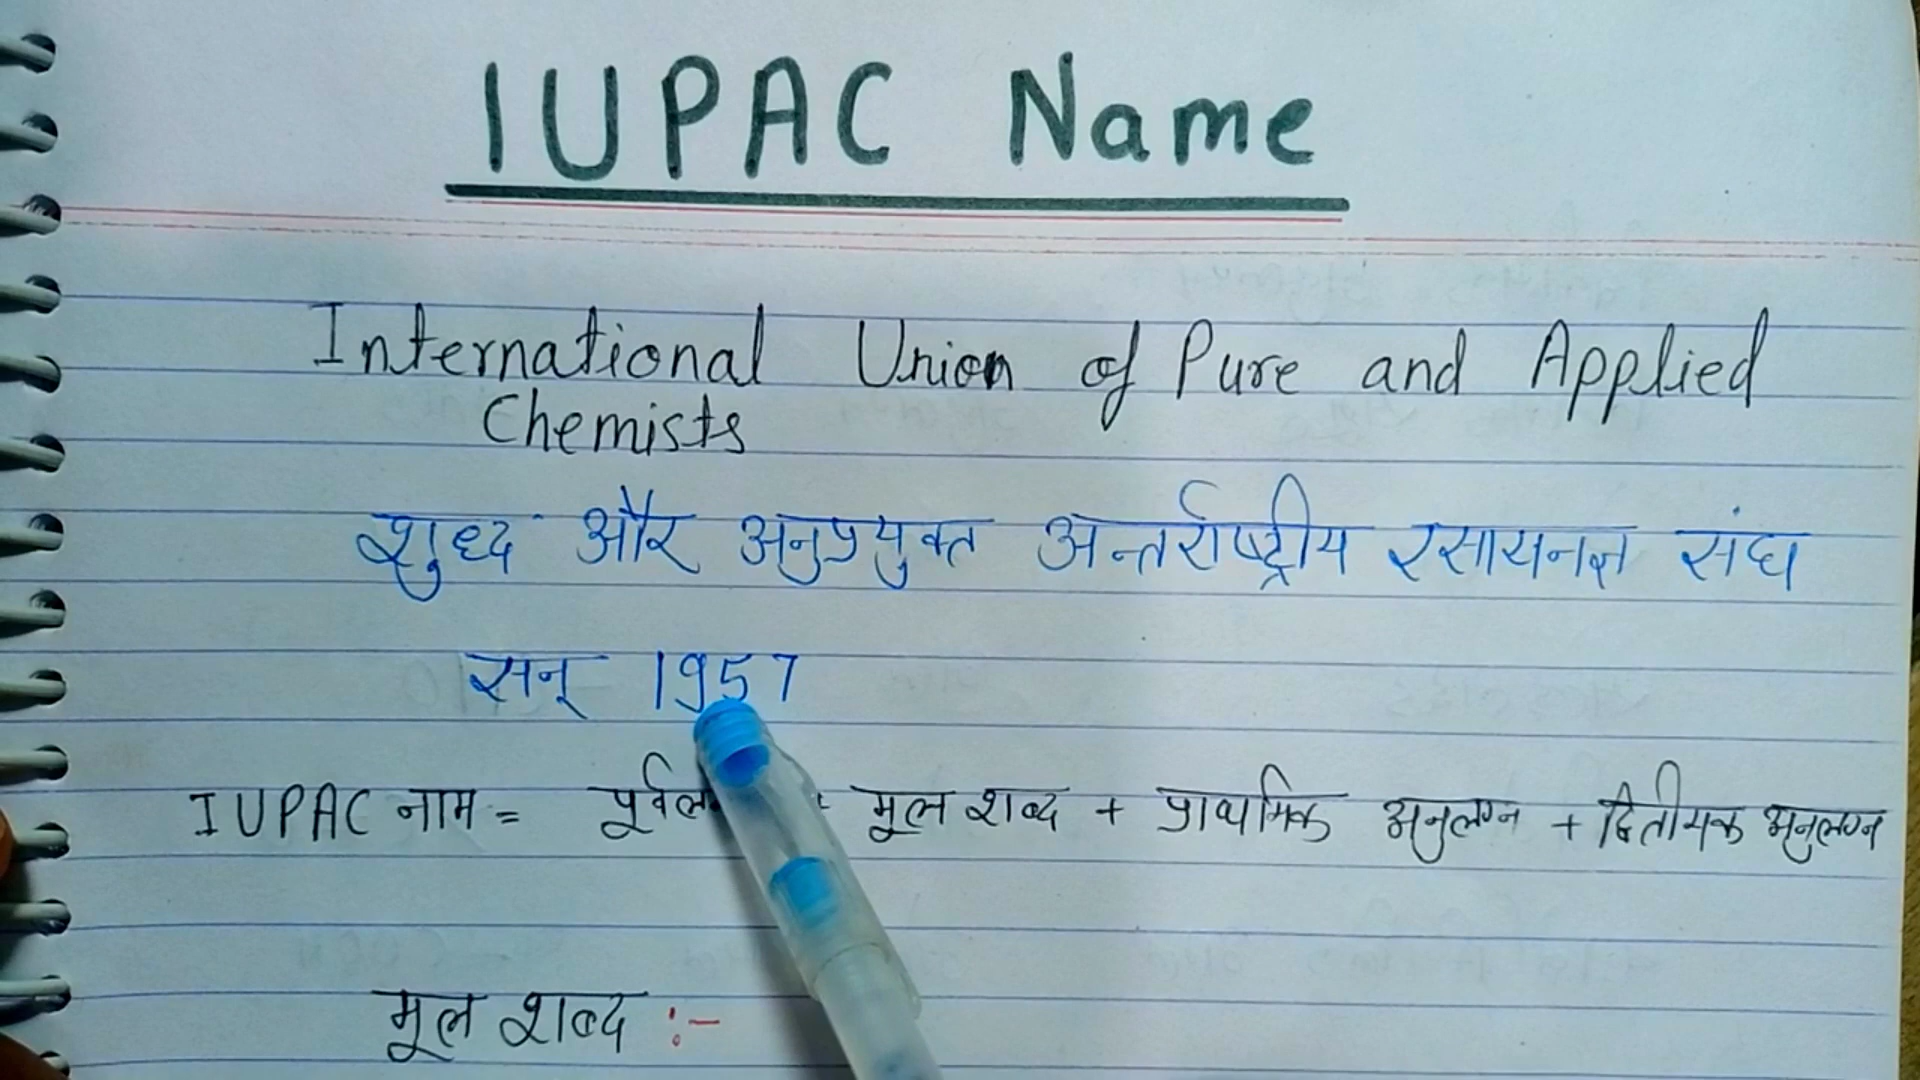 IUPAC Name
International Union of Pure and Applied
Chemists
शुध्द और अनुप्रयुक्त अन्तर्राष्ट्रीय रसायनज्ञ संघ
सन् 1957
IUPAC नाम = + मूल शब्द + प्राथमिक अनुलग्न + द्वितीयक अनुलग्न
मूल शब्द :-